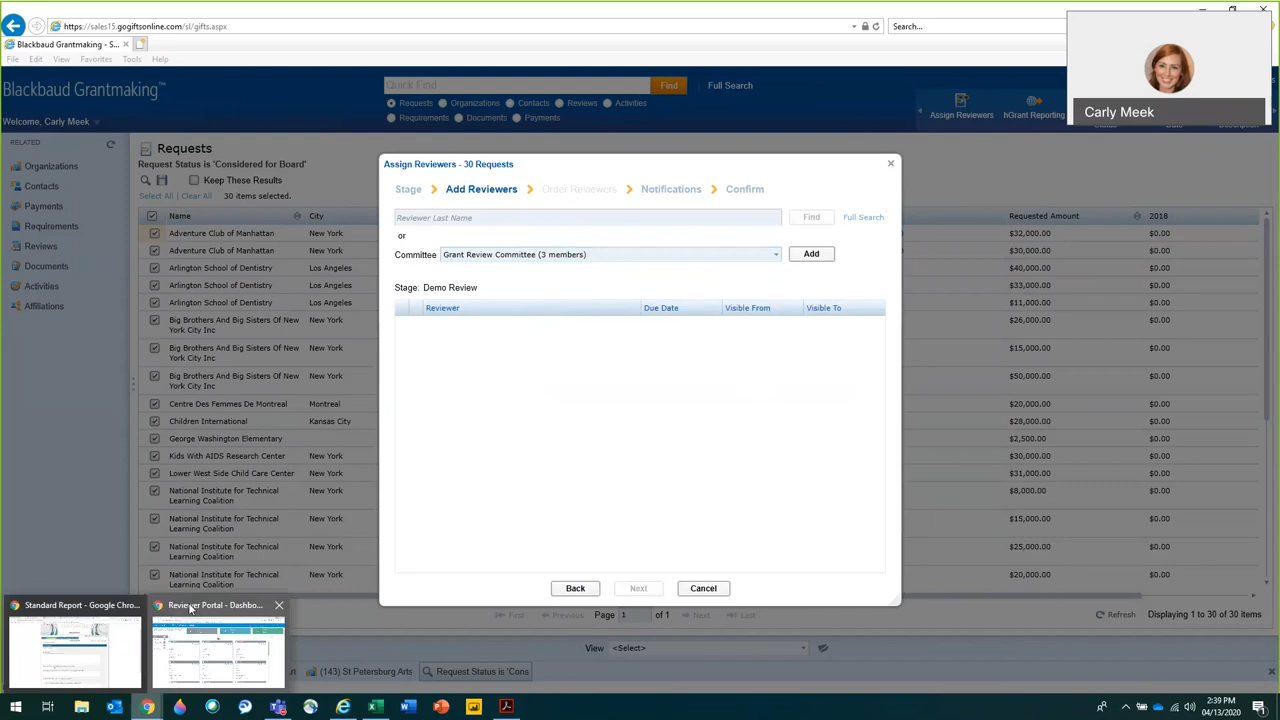 https://sales15.gogiftsonline.com/sl/gifts.aspx
Search...
Blackbaud Grantmaking - S...
File Edit View Favorites Tools Help
Carly Meek
Blackbaud Grantmaking™
Quick Find
Find
Full Search
Requests Organizations Contacts Reviews Activities
Requirements Documents Payments
Welcome, Carly Meek
Assign Reviewers
hGrant Reporting
RELATED
Organizations
Contacts
Payments
Requirements
Reviews
Documents
Activities
Affiliations
Requests
Request Status is 'Considered for Board'
Keep These Results
Select All | Clear All 30 items selected.
Name City Requested Amount 2018
Adventure Club of Manhattan New York $32,000.00 $0.00
Adventure Club of Manhattan New York $30,000.00 $0.00
Arlington School of Dentistry Los Angeles $40,000.00 $0.00
Arlington School of Dentistry Los Angeles $33,000.00 $0.00
Arlington School of Dentistry Los Angeles $11,000.00 $0.00
Big Brothers And Big Sisters Of New York $26,000.00 $0.00
York City Inc
Big Brothers And Big Sisters Of New York $15,000.00 $0.00
York City Inc
Big Brothers And Big Sisters Of New York $50,000.00 $0.00
York City Inc
Centre Des Femmes De Montreal Montreal $20,000.00 $0.00
Children International Kansas City $28,000.00 $0.00
George Washington Elementary $2,500.00 $0.00
Kids With AIDS Research Center New York $30,000.00 $0.00
Lower West Side Child Care Center New York $31,000.00 $0.00
National Institute for Technical New York $8,000.00 $0.00
Learning Coalition
National Institute for Technical New York $15,000.00 $0.00
Learning Coalition
National Institute for Technical New York $25,000.00 $0.00
Learning Coalition
National Institute for Technical New York $20,000.00 $0.00
Learning Coalition
Assign Reviewers - 30 Requests
Stage Add Reviewers Order Reviewers Notifications Confirm
Reviewer Last Name
Find
Full Search
or
Committee Grant Review Committee (3 members) Add
Stage: Demo Review
Reviewer Due Date Visible From Visible To
Back Next Cancel
First Previous Page 1 of 1 Next Last
Refresh Displaying 1 to 30 of 30 items
View <Select>
(3) St Petersburg Arts
Request Status is 'Cons
Standard Report - Google Chro...
Reviewer Portal - Dashbo...
2:39 PM
04/13/2020